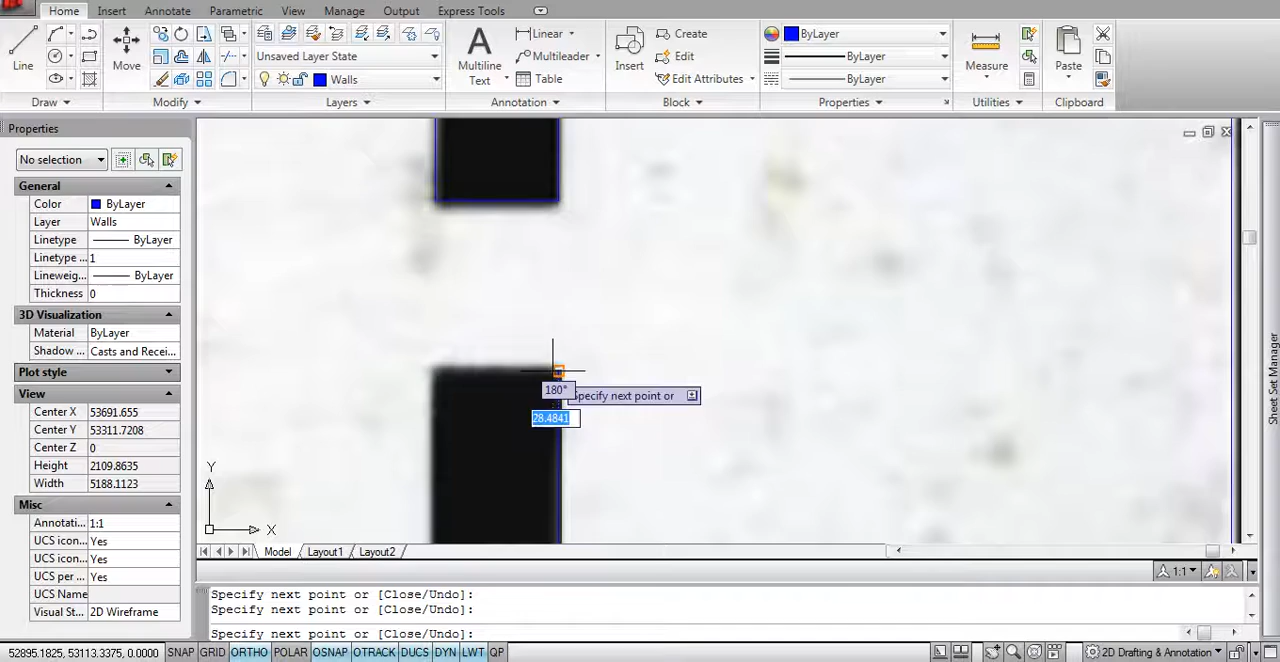 Home Insert Annotate Parametric View Manage Output Express Tools
Line
Move
Unsaved Layer State
Walls
Multiline
Text
Linear
Multileader
Table
Insert
Create
Edit
Edit Attributes
ByLayer
ByLayer
ByLayer
Measure
Paste
Draw Modify Layers Annotation Block Properties Utilities Clipboard
Properties
No selection
General
Color ByLayer
Layer Walls
Linetype ByLayer
Linetype ... 1
Lineweig... ByLayer
Thickness 0
3D Visualization
Material ByLayer
Shadow ... Casts and Recei...
Plot style
View
Center X 53691.655
Center Y 53311.7208
Center Z 0
Height 2109.8635
Width 5188.1123
Misc
Annotati... 1:1
UCS icon... Yes
UCS icon... Yes
UCS per ... Yes
UCS Name
Visual St... 2D Wireframe
180°
Specify next point or
28.4841
Y
X
Sheet Set Manager
Model Layout1 Layout2
1:1
Specify next point or [Close/Undo]:
Specify next point or [Close/Undo]:
Specify next point or [Close/Undo]:
52895.1825, 53113.3375, 0.0000 SNAP GRID ORTHO POLAR OSNAP OTRACK DUCS DYN LWT QP 2D Drafting & Annotation